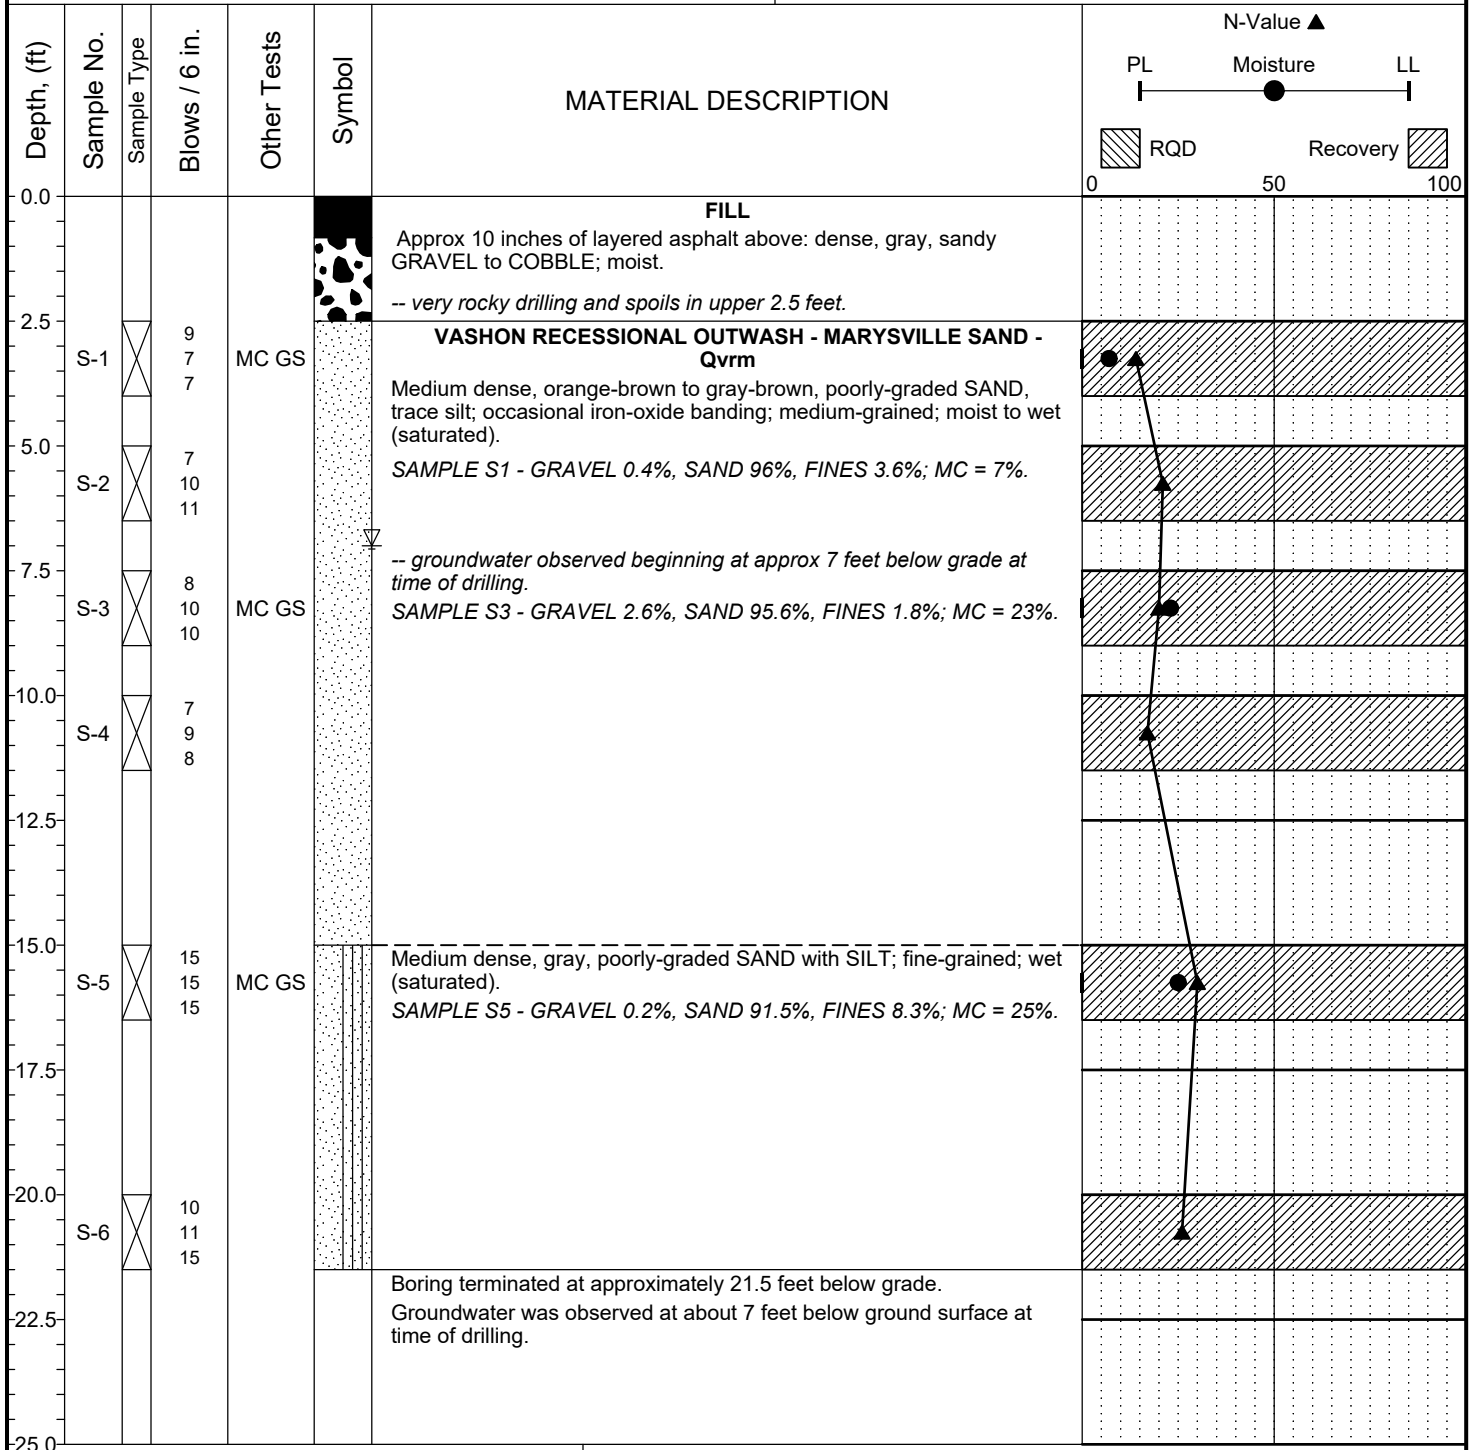 Depth, (ft)
Sample No.
Sample Type
Blows / 6 in.
Other Tests
Symbol
MATERIAL DESCRIPTION
N-Value ▲
PL Moisture LL
RQD Recovery
0 50 100
0.0
FILL
Approx 10 inches of layered asphalt above: dense, gray, sandy
GRAVEL to COBBLE; moist.
-- very rocky drilling and spoils in upper 2.5 feet.
2.5
VASHON RECESSIONAL OUTWASH - MARYSVILLE SAND -
Qvrm
S-1
9
7
7
MC GS
Medium dense, orange-brown to gray-brown, poorly-graded SAND,
trace silt; occasional iron-oxide banding; medium-grained; moist to wet
(saturated).
5.0
SAMPLE S1 - GRAVEL 0.4%, SAND 96%, FINES 3.6%; MC = 7%.
S-2
7
10
11
-- groundwater observed beginning at approx 7 feet below grade at
time of drilling.
7.5
S-3
8
10
10
MC GS
SAMPLE S3 - GRAVEL 2.6%, SAND 95.6%, FINES 1.8%; MC = 23%.
10.0
S-4
7
9
8
12.5
15.0
S-5
15
15
15
MC GS
Medium dense, gray, poorly-graded SAND with SILT; fine-grained; wet
(saturated).
SAMPLE S5 - GRAVEL 0.2%, SAND 91.5%, FINES 8.3%; MC = 25%.
17.5
20.0
S-6
10
11
15
Boring terminated at approximately 21.5 feet below grade.
Groundwater was observed at about 7 feet below ground surface at
time of drilling.
22.5
25.0